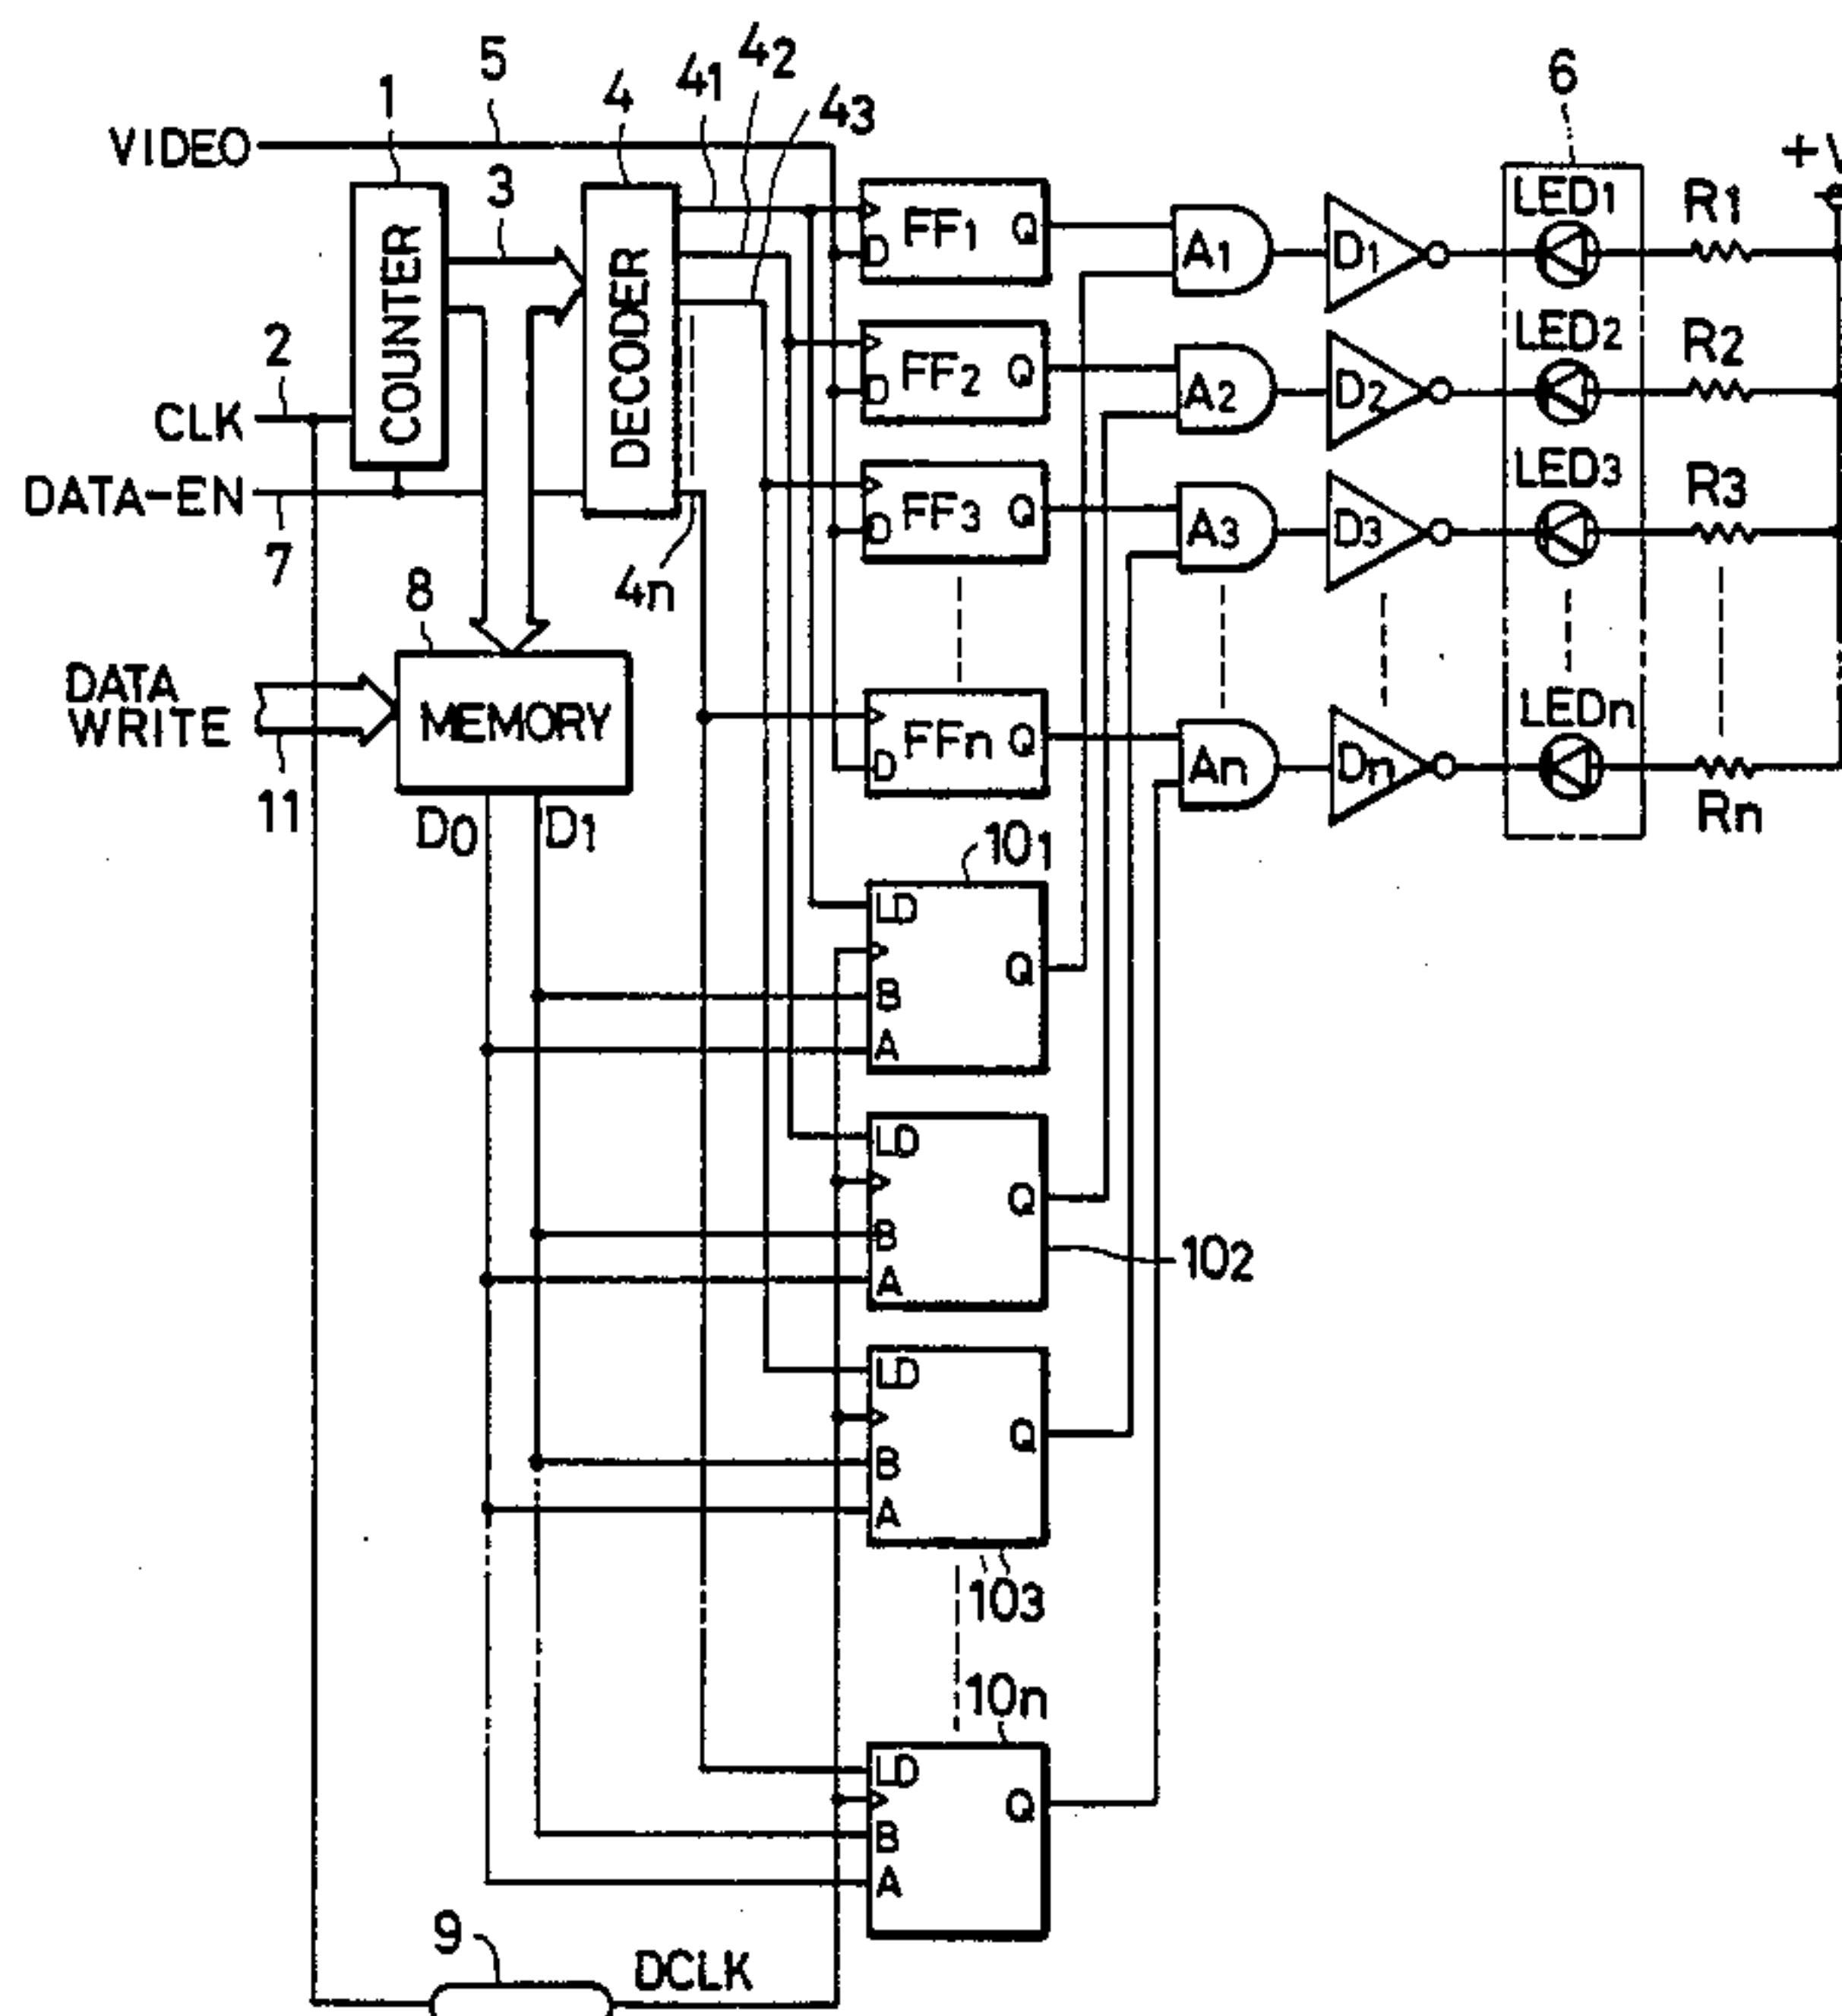 5
4
41
42
43
1
6
VIDEO
3
+V
LED1
R1
COUNTER
DECODER
FF1
Q
D
A1
D1
2
CLK
LED2
R2
FF2
Q
D
A2
D2
DATA-EN
7
LED3
R3
FF3
Q
D
A3
D3
4n
8
DATA
WRITE
11
MEMORY
D0
D1
LEDn
Rn
FFn
Q
D
An
Dn
101
LD
B
A
Q
LD
B
A
Q
102
LD
B
A
Q
103
10n
LD
B
A
Q
9
DCLK